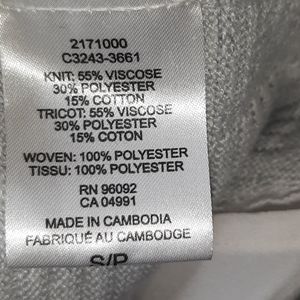 2171000
C3243-3661
KNIT: 55% VISCOSE
30% POLYESTER
15% COTTON
TRICOT: 55% VISCOSE
30% POLYESTER
15% COTON
WOVEN: 100% POLYESTER
TISSU: 100% POLYESTER
RN 96092
CA 04991
MADE IN CAMBODIA
FABRIQUÉ AU CAMBODGE
S/P